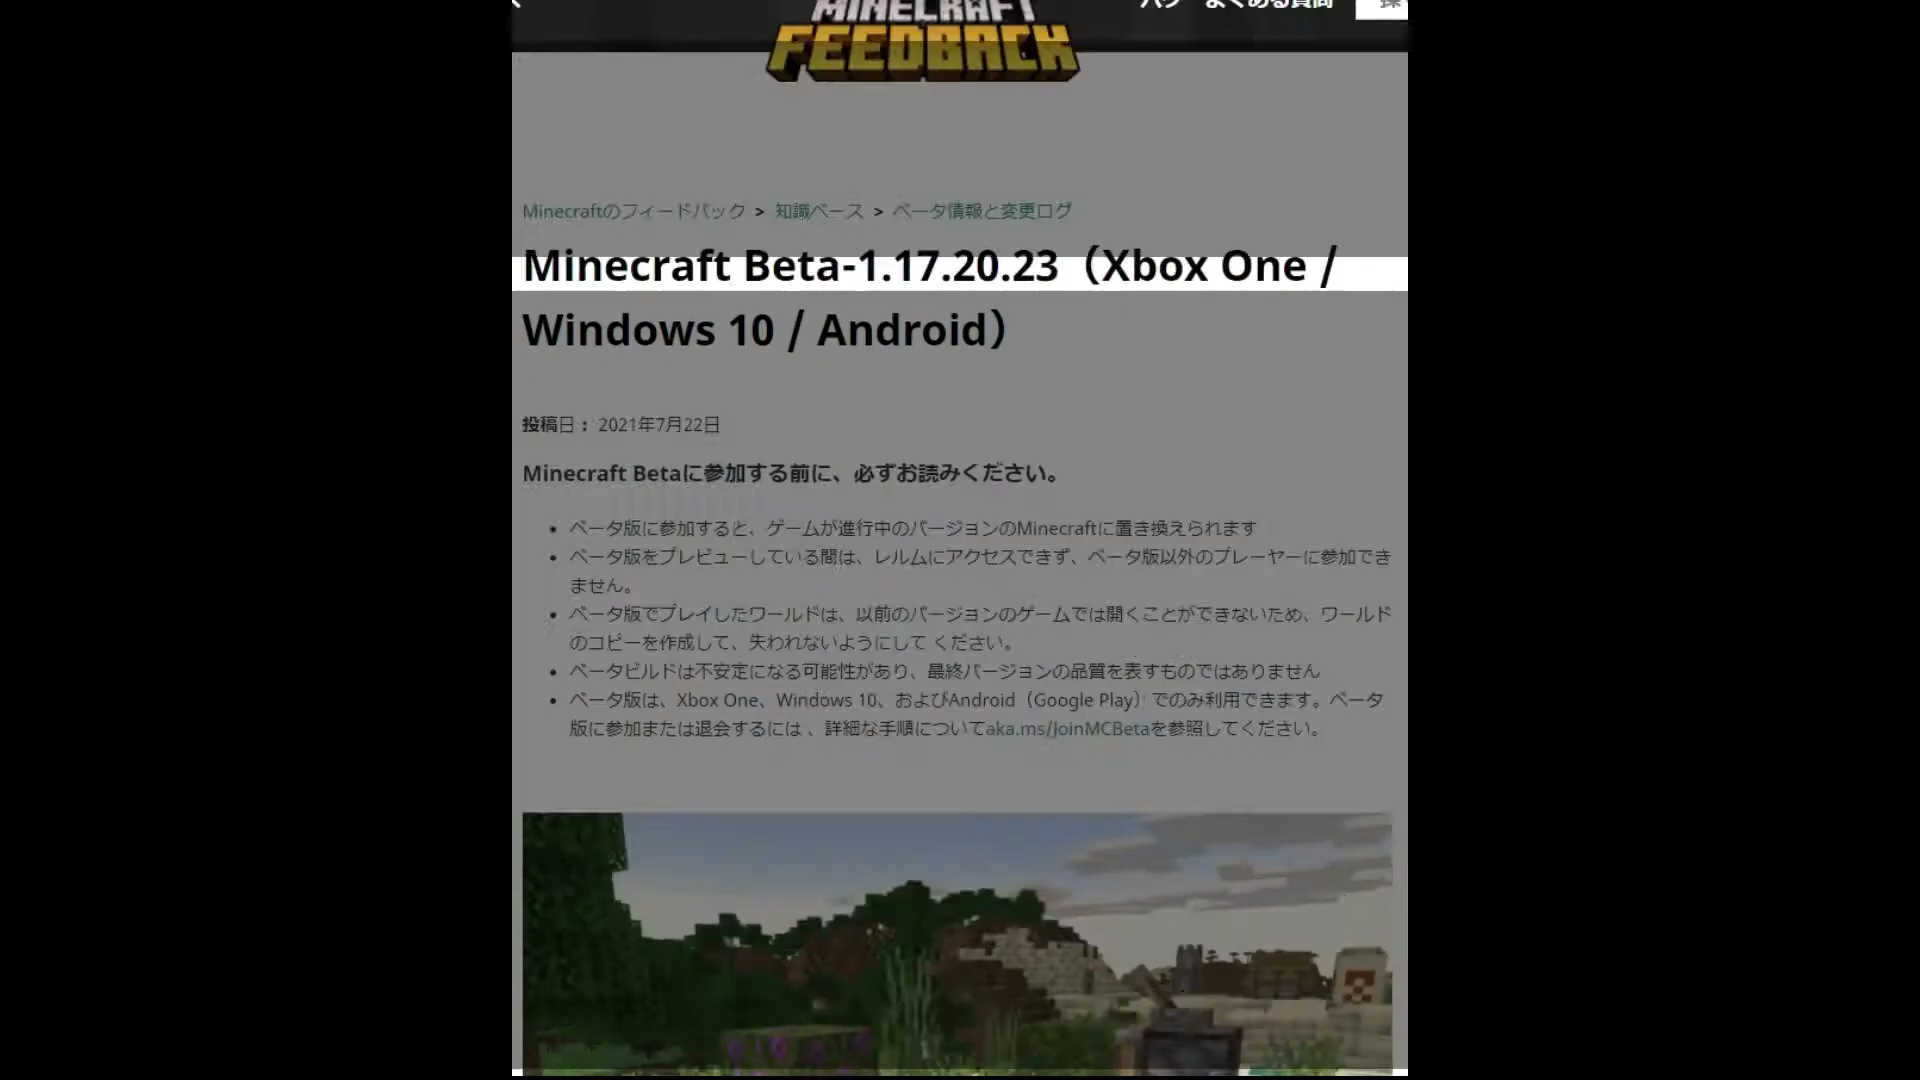 MINECRAFT
FEEDBACK
よくある質問
Minecraftのフィードバック > 知識ベース > ベータ情報と変更ログ
Minecraft Beta-1.17.20.23（Xbox One /
Windows 10 / Android）
投稿日： 2021年7月22日
Minecraft Betaに参加する前に、必ずお読みください。
• ベータ版に参加すると、ゲームが進行中のバージョンのMinecraftに置き換えられます
• ベータ版をプレビューしている間は、レルムにアクセスできず、ベータ版以外のプレーヤーに参加でき
ません。
• ベータ版でプレイしたワールドは、以前のバージョンのゲームでは開くことができないため、ワールド
のコピーを作成して、失われないようにして ください。
• ベータビルドは不安定になる可能性があり、最終バージョンの品質を表すものではありません
• ベータ版は、Xbox One、Windows 10、およびAndroid（Google Play）でのみ利用できます。ベータ
版に参加または退会するには 、詳細な手順についてaka.ms/JoinMCBetaを参照してください。